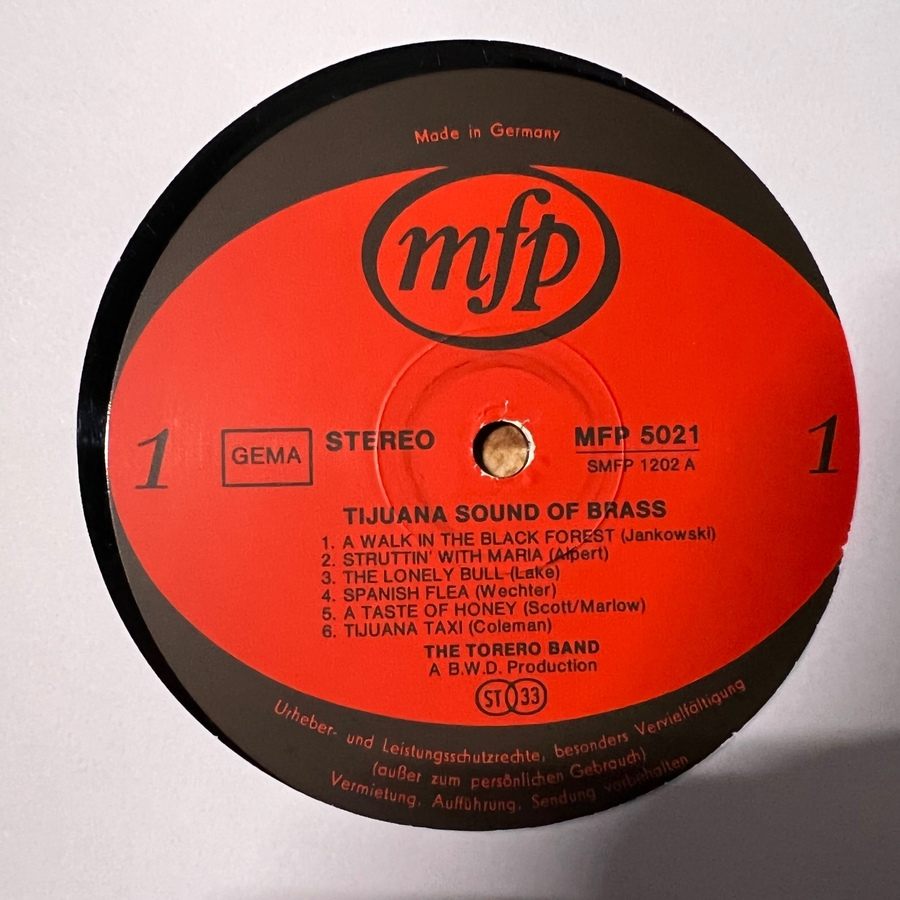 Made in Germany
mfp
1
GEMA
STEREO
MFP 5021
SMFP 1202 A
1
TIJUANA SOUND OF BRASS
1. A WALK IN THE BLACK FOREST (Jankowski)
2. STRUTTIN' WITH MARIA (Alpert)
3. THE LONELY BULL (Lake)
4. SPANISH FLEA (Wechter)
5. A TASTE OF HONEY (Scott/Marlow)
6. TIJUANA TAXI (Coleman)
THE TORERO BAND
A B.W.D. Production
ST 33
Urheber- und Leistungsschutzrechte, besonders Vervielfältigung
(außer zum persönlichen Gebrauch)
Vermietung, Aufführung, Sendung vorbehalten